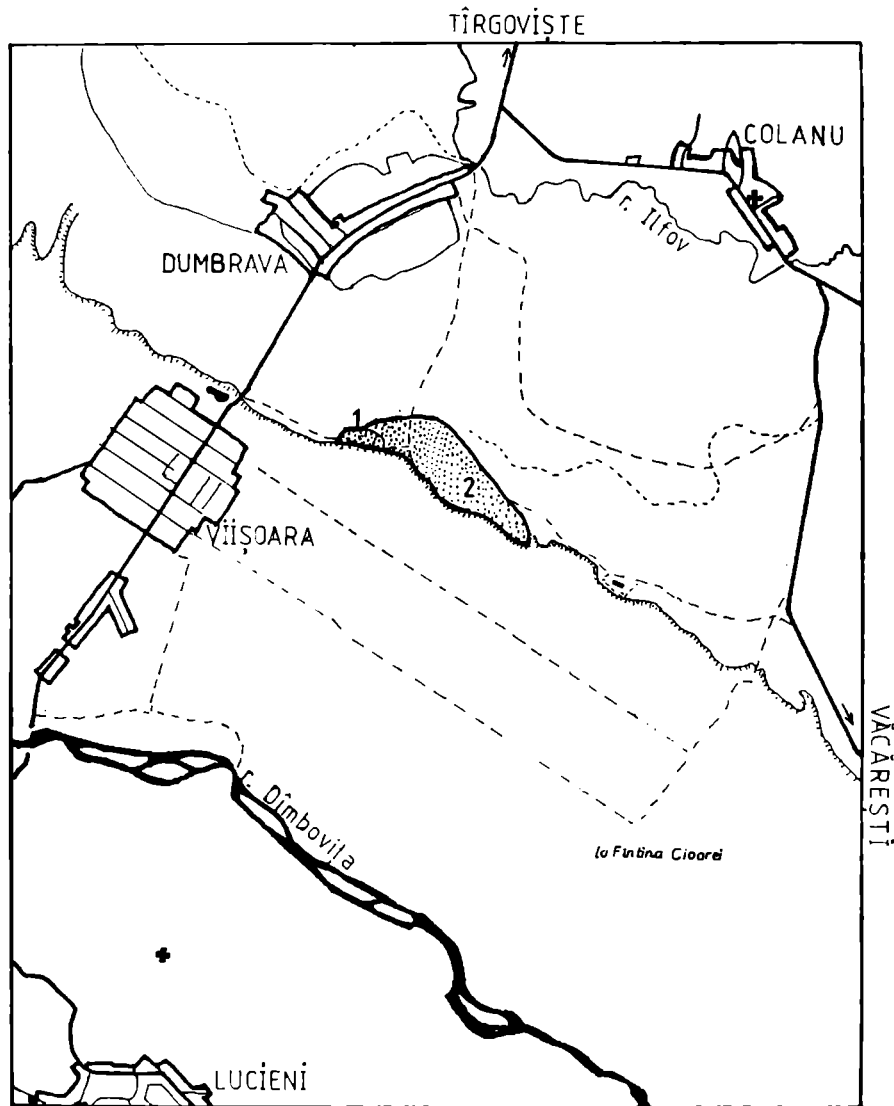 TÎRGOVIȘTE
COLANU
r. Ilfov
DUMBRAVA
1
2
VIIȘOARA
VĂCĂREȘTI
r. Dîmbovița
la Fîntîna Cioarei
LUCIENI